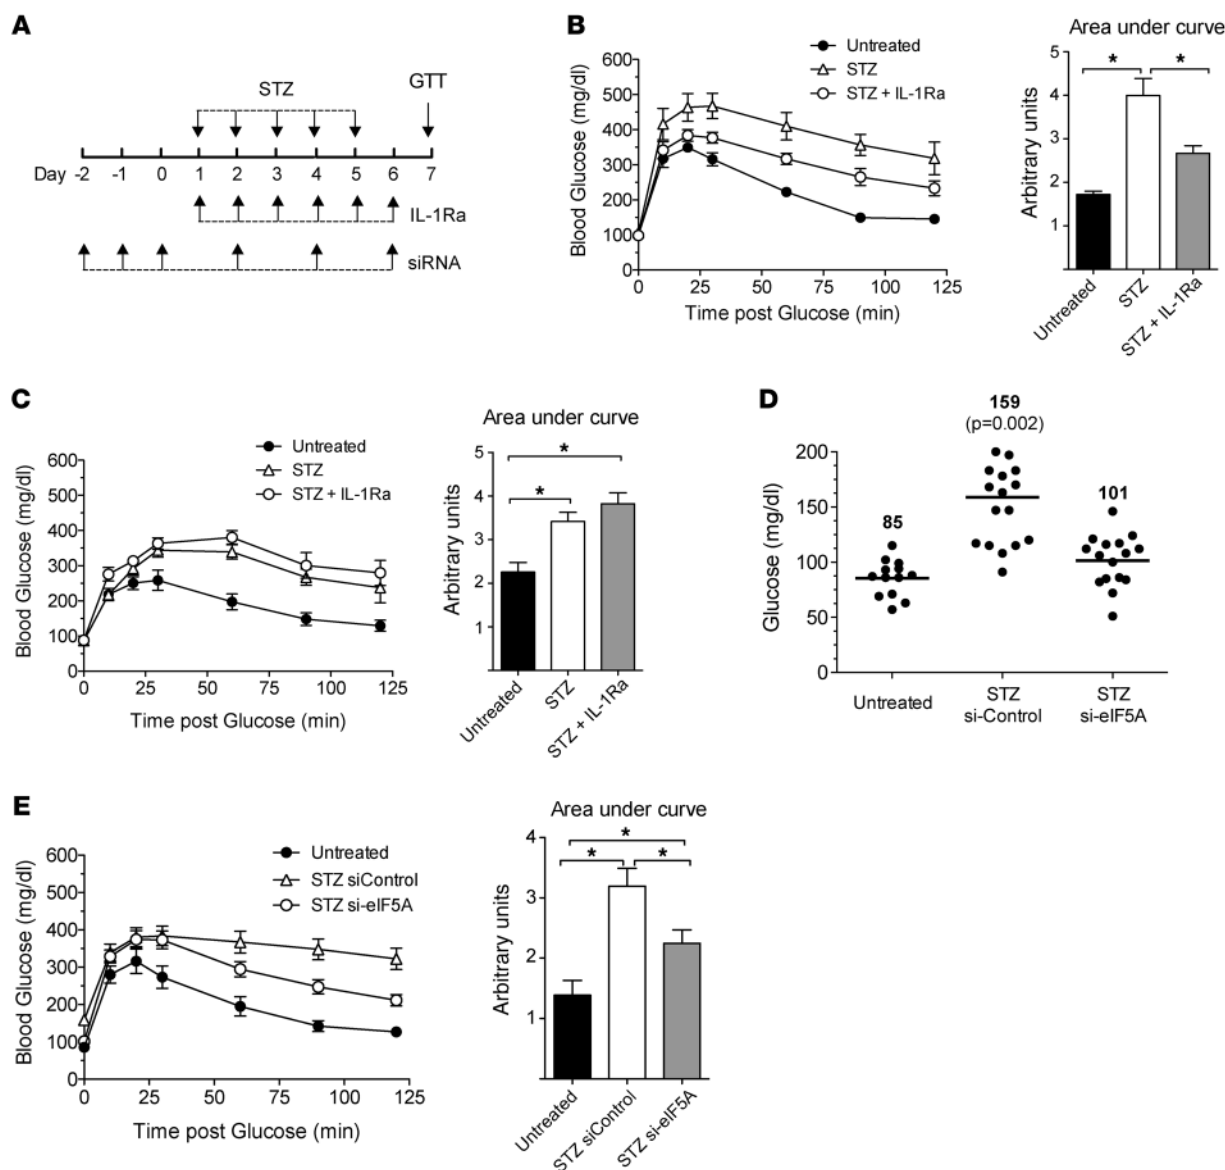 A
STZ
GTT
Day -2 -1 0 1 2 3 4 5 6 7
IL-1Ra
siRNA
B
Untreated
STZ
STZ + IL-1Ra
Blood Glucose (mg/dl)
600
500
400
300
200
100
0
0 25 50 75 100 125
Time post Glucose (min)
Area under curve
* *
Arbitrary units
5
4
3
2
1
Untreated
STZ
STZ + IL-1Ra
C
Untreated
STZ
STZ + IL-1Ra
Blood Glucose (mg/dl)
600
500
400
300
200
100
0
0 25 50 75 100 125
Time post Glucose (min)
Area under curve
*
*
Arbitrary units
5
4
3
2
1
Untreated
STZ
STZ + IL-1Ra
D
159
(p=0.002)
85
101
Glucose (mg/dl)
200
150
100
50
0
Untreated
STZ
si-Control
STZ
si-eIF5A
E
Untreated
STZ siControl
STZ si-eIF5A
Blood Glucose (mg/dl)
600
500
400
300
200
100
0
0 25 50 75 100 125
Time post Glucose (min)
Area under curve
*
* *
Arbitrary units
4
3
2
1
Untreated
STZ siControl
STZ si-eIF5A